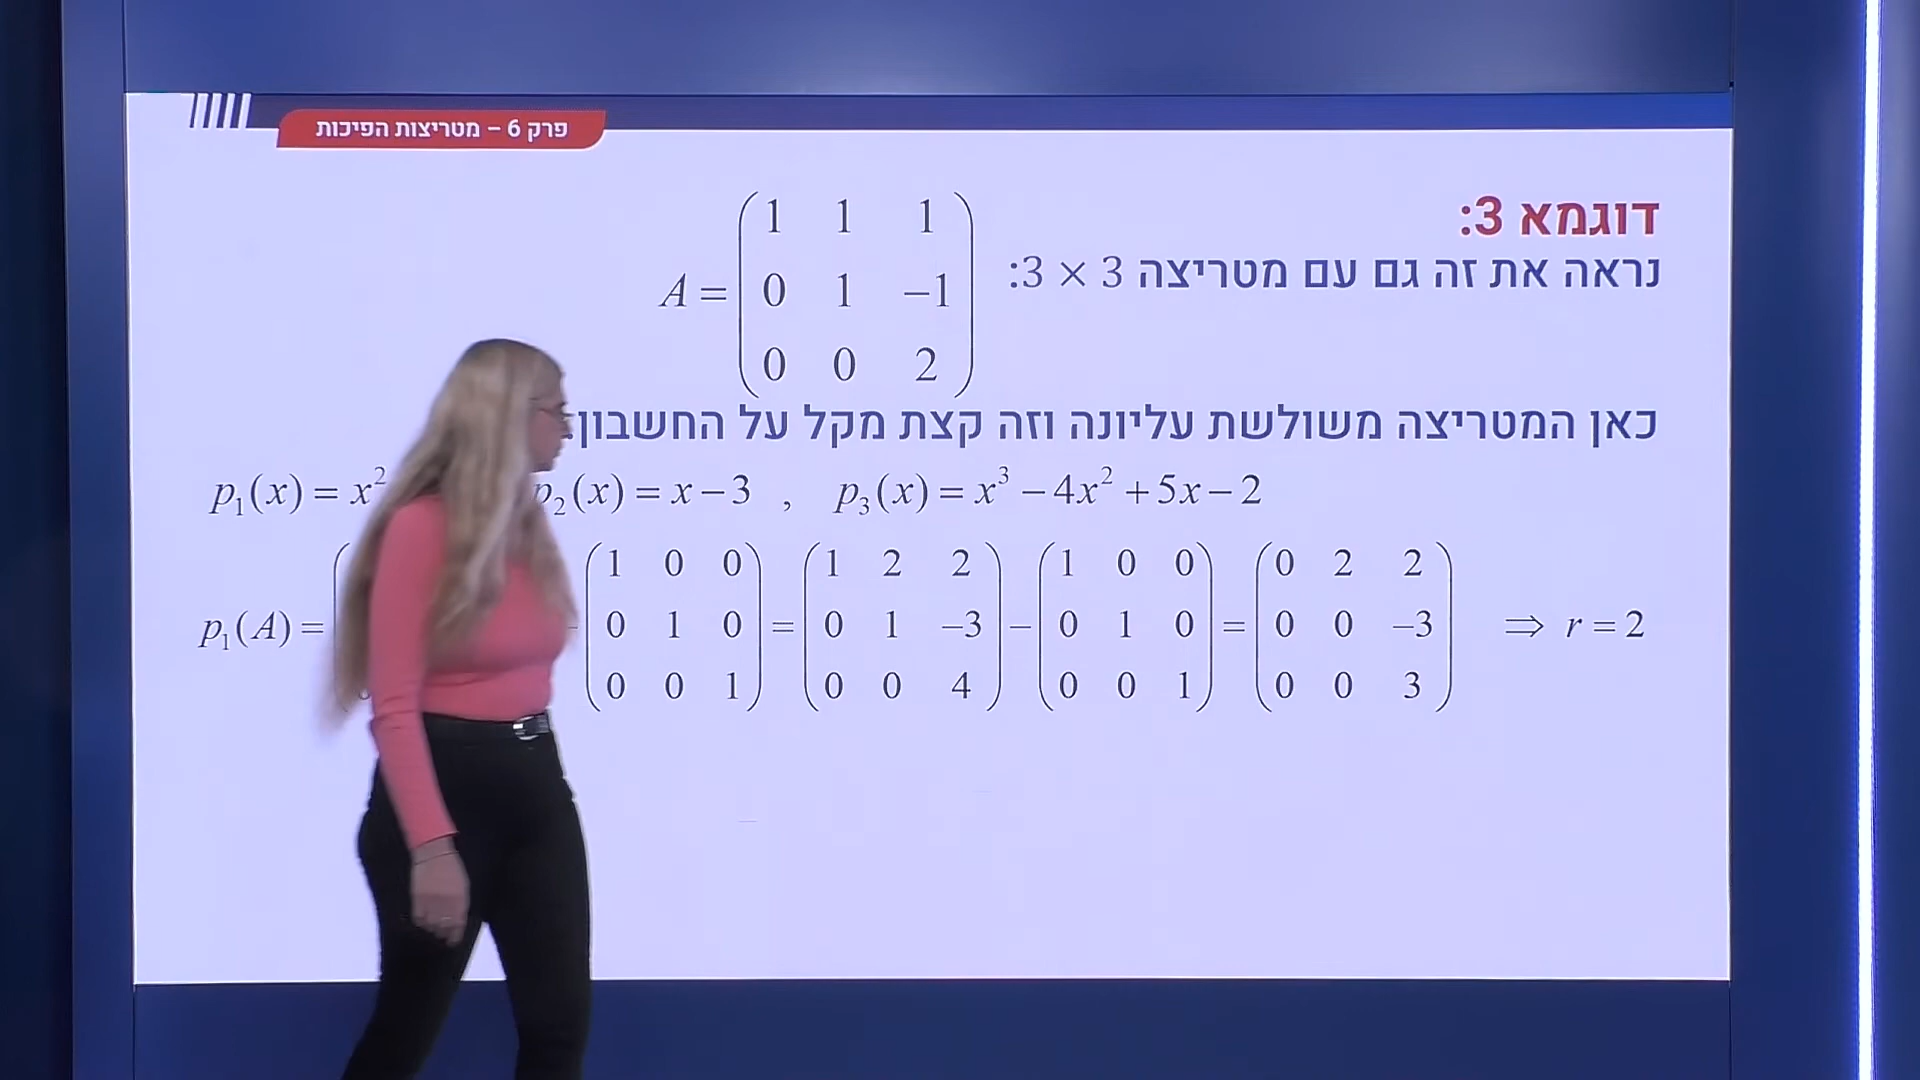 פרק 6 – מטריצות הפיכות
דוגמא 3:
נראה את זה גם עם מטריצה 3 × 3:
A = ( 1 1 1 ; 0 1 −1 ; 0 0 2 )
כאן המטריצה משולשת עליונה וזה קצת מקל על החשבון:
p₁(x) = x² p₂(x) = x − 3 , p₃(x) = x³ − 4x² + 5x − 2
p₁(A) = ( − ( 1 0 0 ; 0 1 0 ; 0 0 1 ) = ( 1 2 2 ; 0 1 −3 ; 0 0 4 ) − ( 1 0 0 ; 0 1 0 ; 0 0 1 ) = ( 0 2 2 ; 0 0 −3 ; 0 0 3 ) ⇒ r = 2